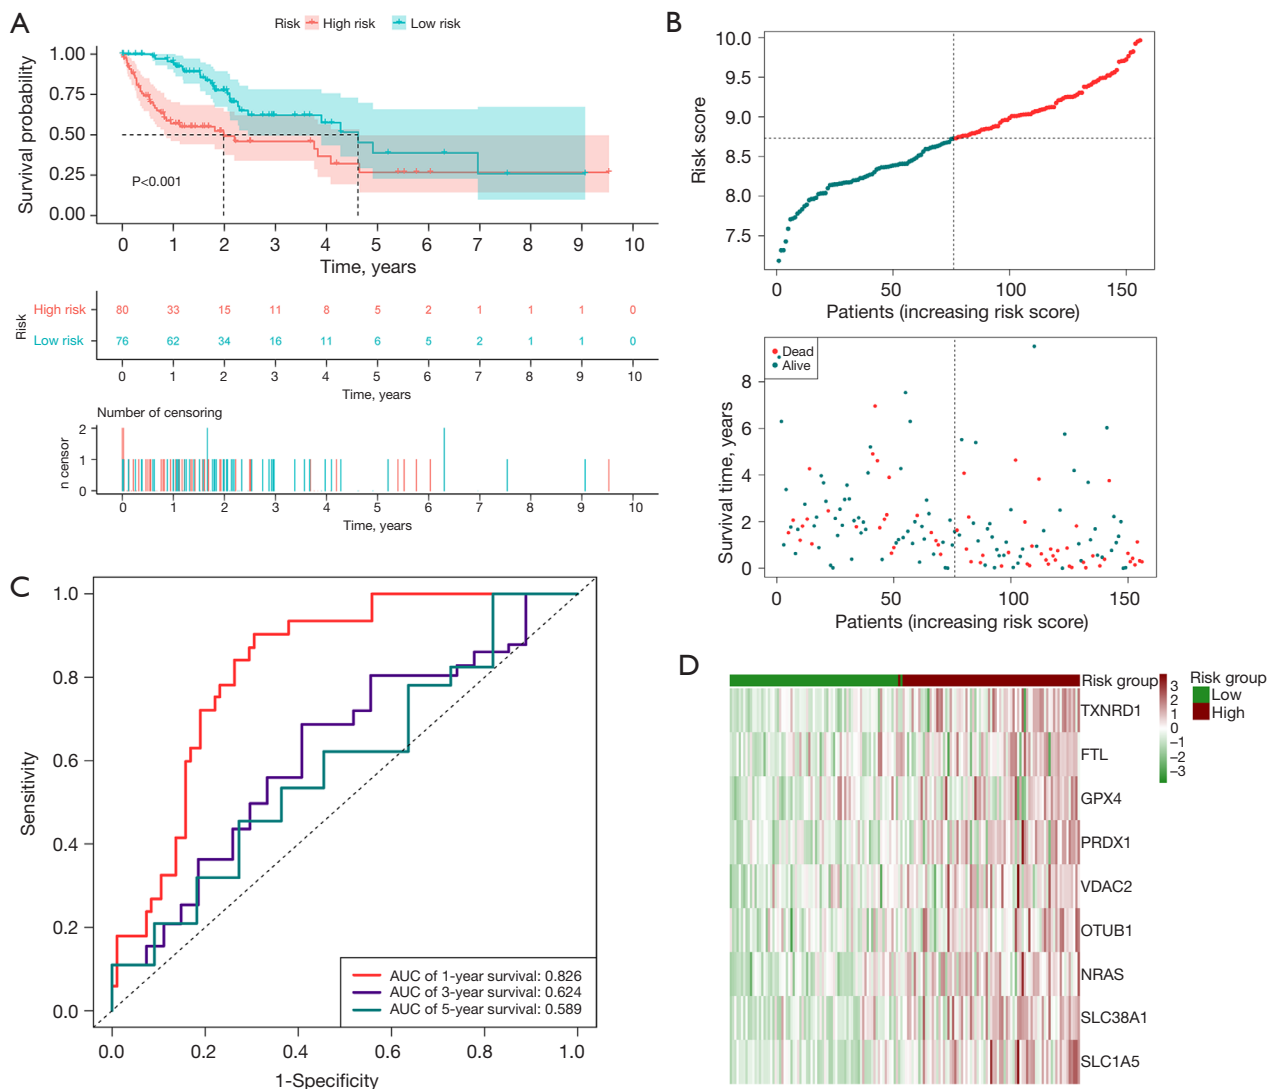 A
Risk High risk Low risk
Survival probability
1.00
0.75
0.50
0.25
0.00
P<0.001
0 1 2 3 4 5 6 7 8 9 10
Time, years
Risk
High risk 80 33 15 11 8 5 2 1 1 1 0
Low risk 76 62 34 16 11 6 5 2 1 1 0
0 1 2 3 4 5 6 7 8 9 10
Time, years
Number of censoring
n censor
2
1
0
0 1 2 3 4 5 6 7 8 9 10
Time, years
B
Risk score
10.0
9.5
9.0
8.5
8.0
7.5
0 50 100 150
Patients (increasing risk score)
Dead
Alive
Survival time, years
8
6
4
2
0
0 50 100 150
Patients (increasing risk score)
C
Sensitivity
1.0
0.8
0.6
0.4
0.2
0.0
AUC of 1-year survival: 0.826
AUC of 3-year survival: 0.624
AUC of 5-year survival: 0.589
0.0 0.2 0.4 0.6 0.8 1.0
1-Specificity
D
Risk group
TXNRD1
FTL
GPX4
PRDX1
VDAC2
OTUB1
NRAS
SLC38A1
SLC1A5
3
2
1
0
−1
−2
−3
Risk group
Low
High